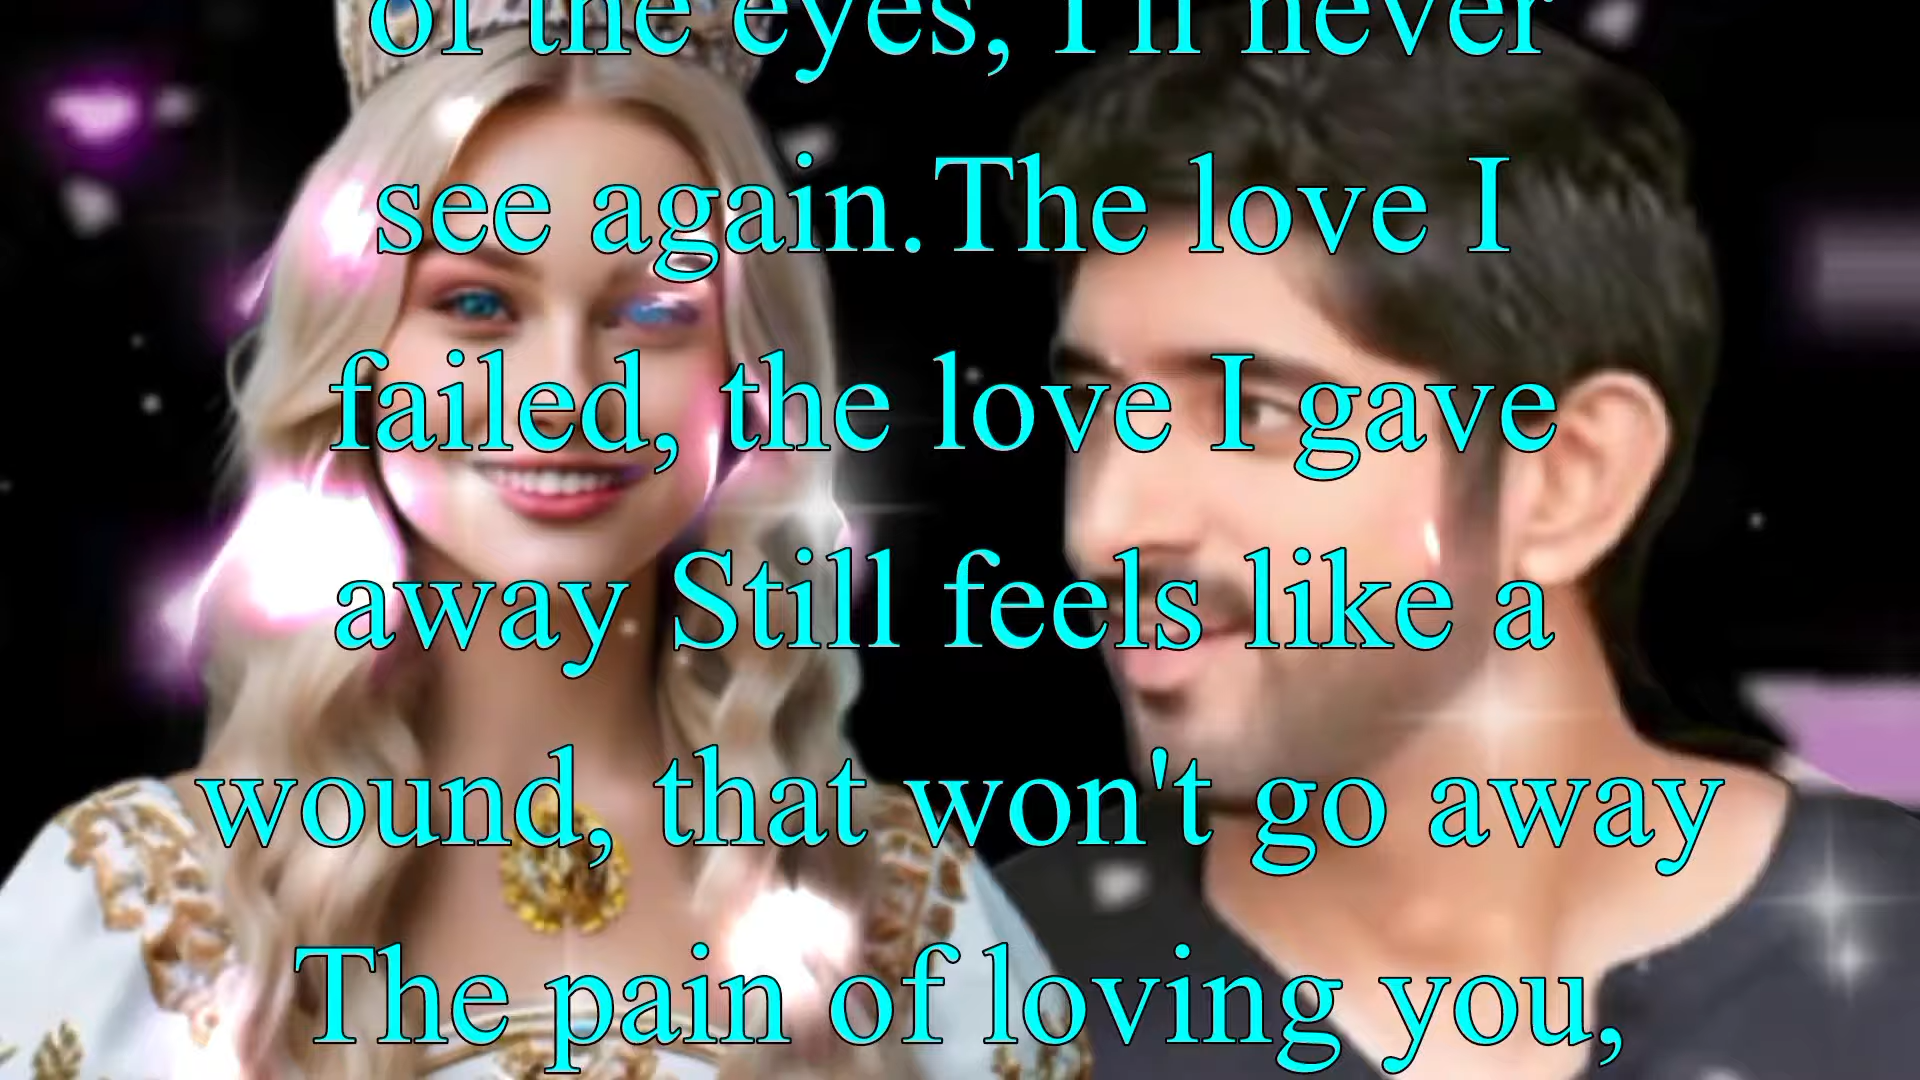 of the eyes, I'll never
see again.The love I
failed, the love I gave
away Still feels like a
wound, that won't go away
The pain of loving you,